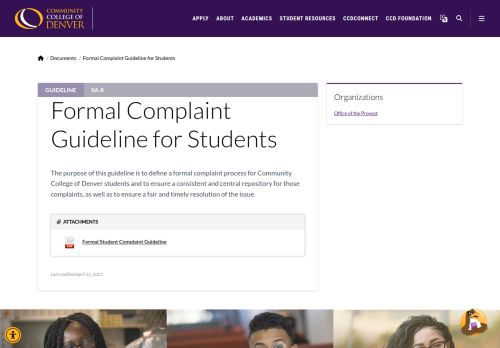 COMMUNITY
COLLEGE OF
DENVER
APPLY ABOUT ACADEMICS STUDENT RESOURCES CCDCONNECT CCD FOUNDATION
/ Documents / Formal Complaint Guideline for Students
GUIDELINE SA-8
Formal Complaint
Guideline for Students
The purpose of this guideline is to define a formal complaint process for Community
College of Denver students and to ensure a consistent and central repository for those
complaints, as well as to ensure a fair and timely resolution of the issue.
ATTACHMENTS
Formal Student Complaint Guideline
Last modified April 21, 2021
Organizations
Office of the Provost